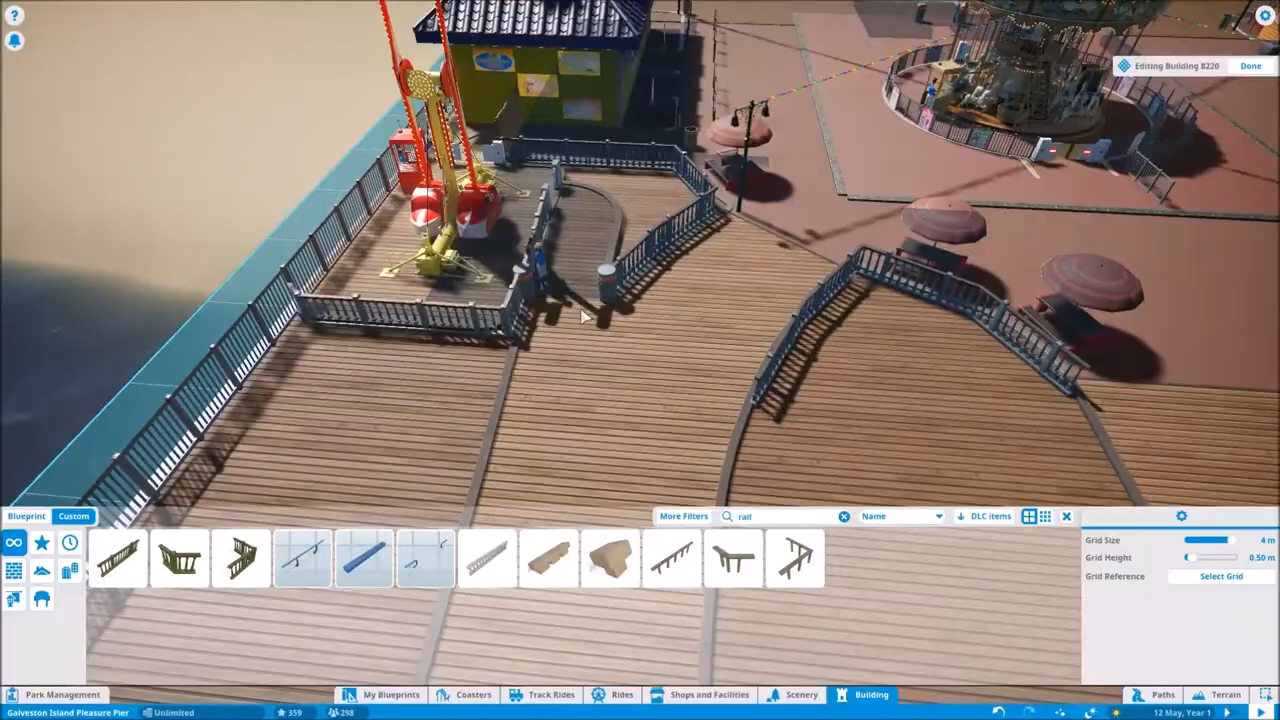 ?
Editing Building 8220 Done
Blueprint Custom
More Filters rail Name DLC items
Grid Size 4 m
Grid Height 0.50 m
Grid Reference Select Grid
Park Management My Blueprints Coasters Track Rides Rides Shops and Facilities Scenery Building Paths Terrain
Galveston Island Pleasure Pier Unlimited 359 298 12 May, Year 1